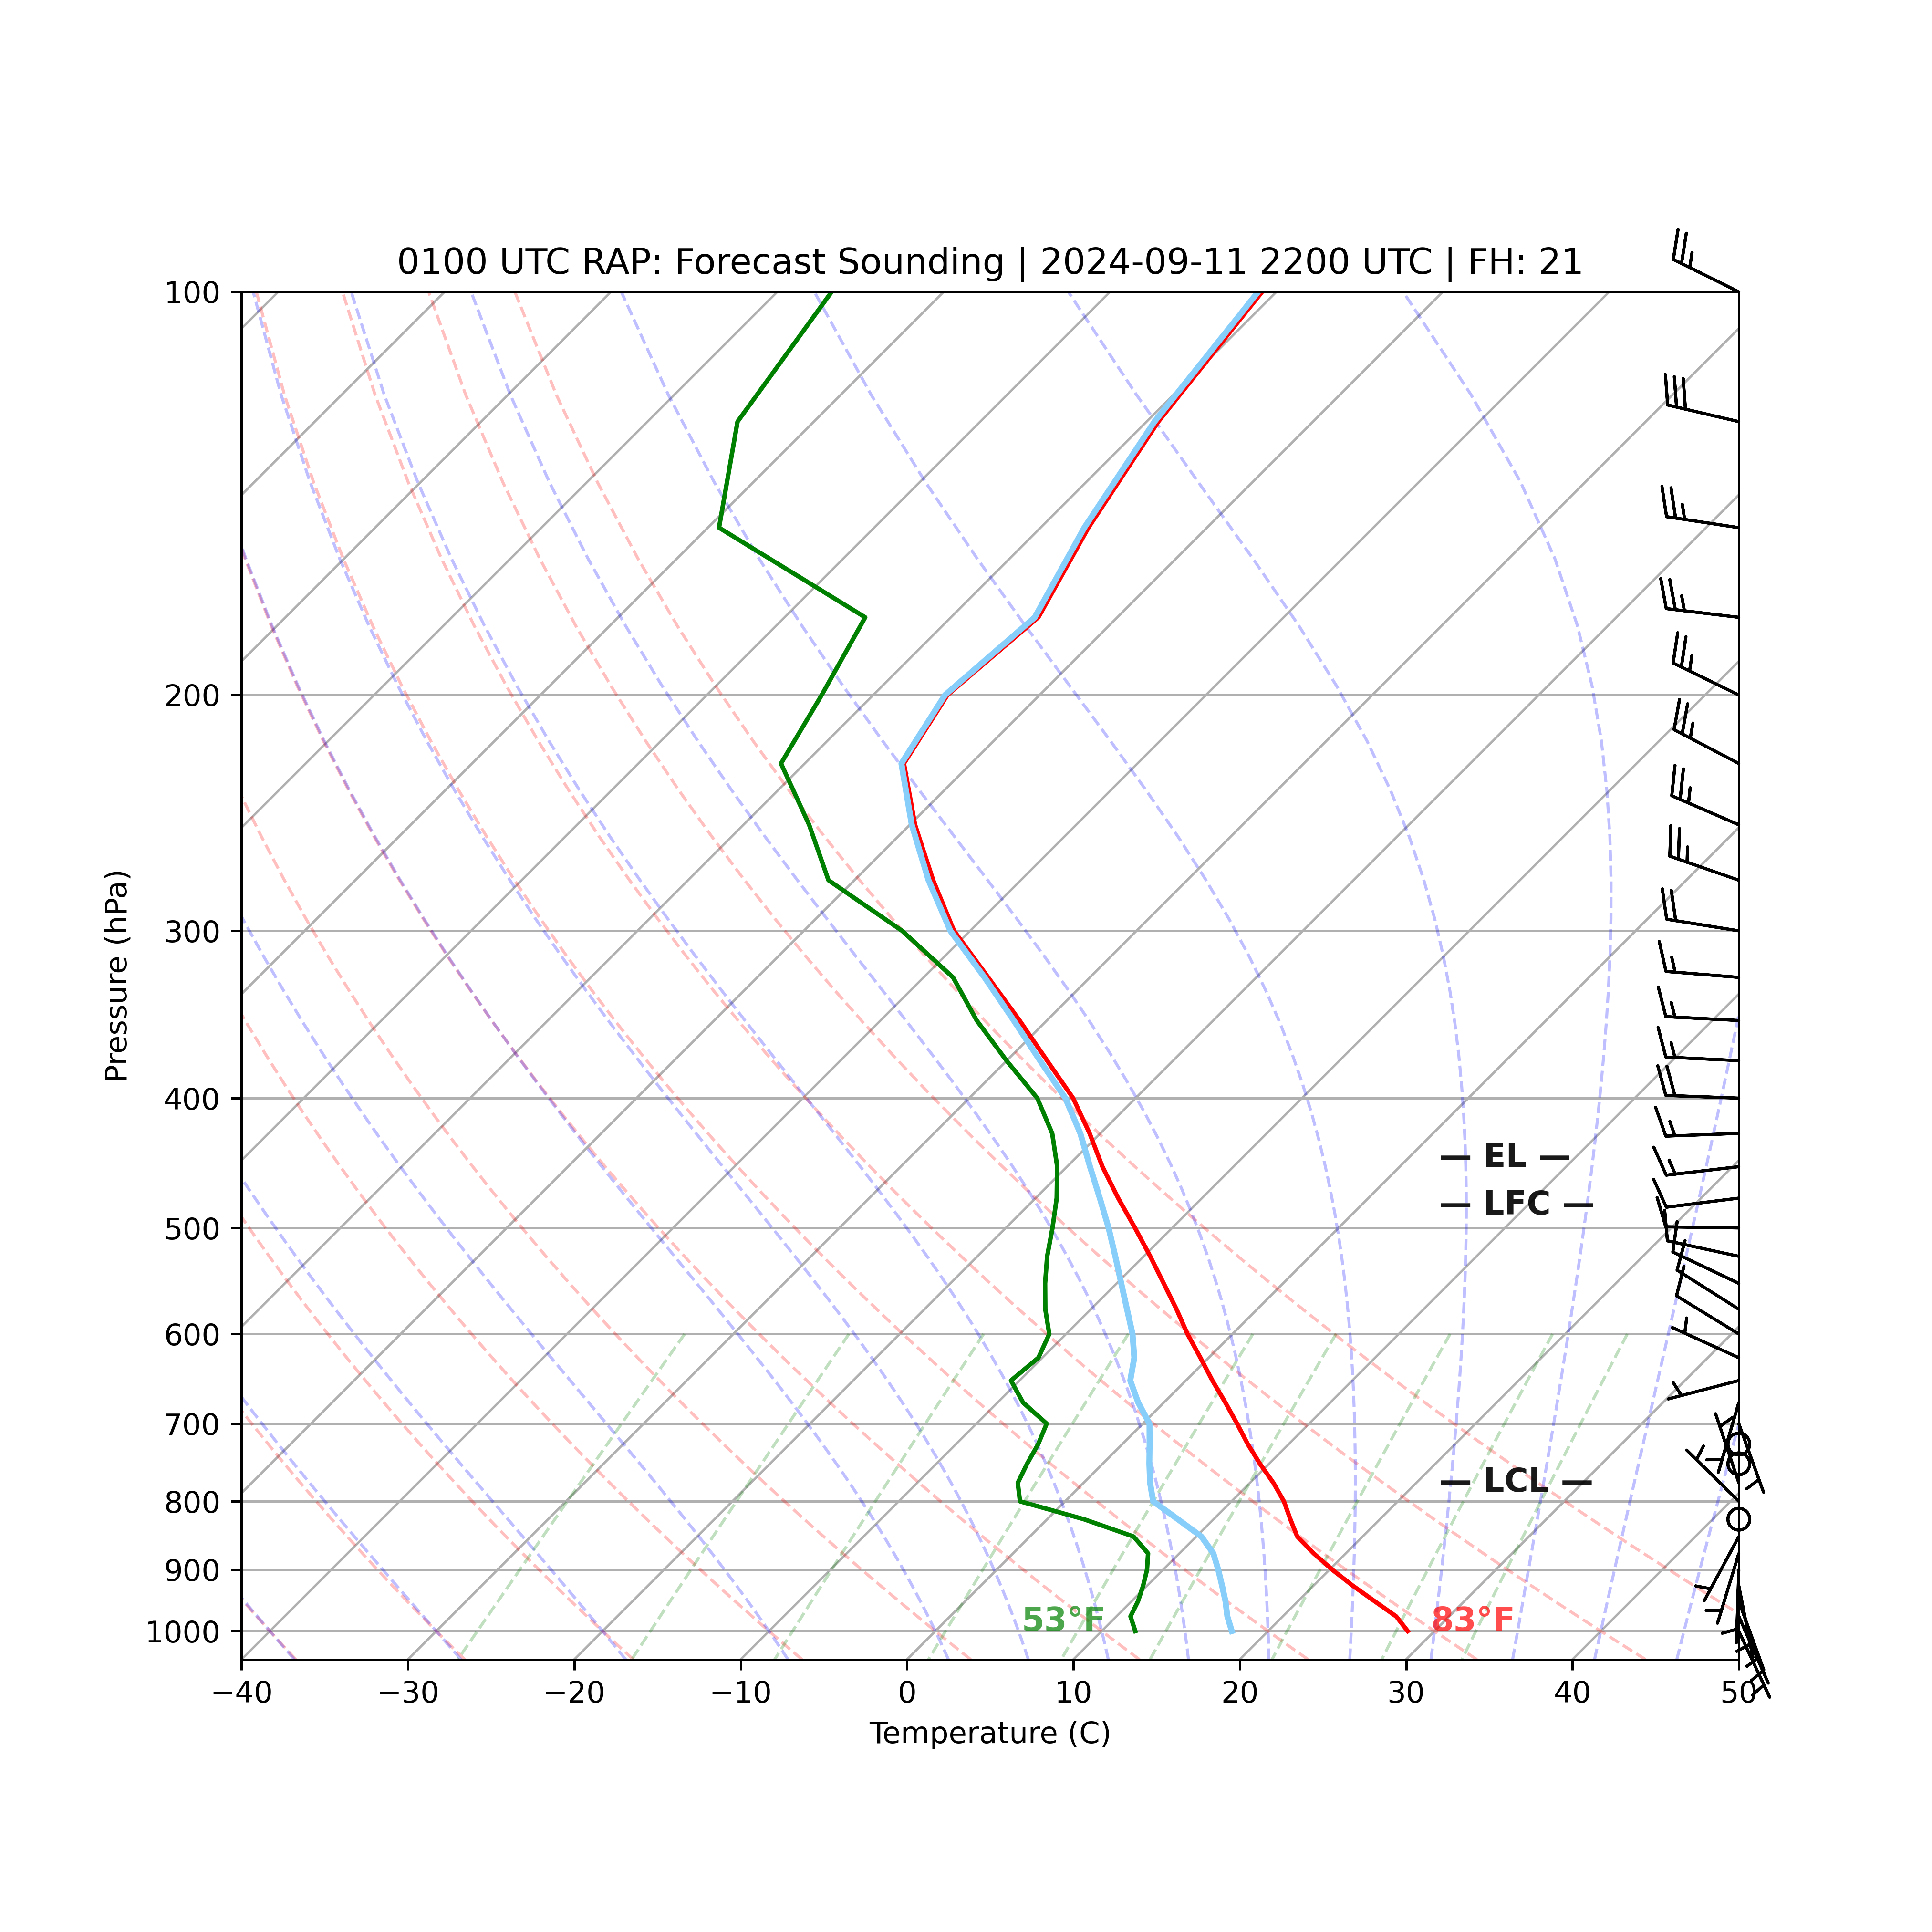 0100 UTC RAP: Forecast Sounding | 2024-09-11 2200 UTC | FH: 21
100
200
300
400
500
600
700
800
900
1000
Pressure (hPa)
— EL —
— LFC —
— LCL —
53°F
83°F
−40 −30 −20 −10 0 10 20 30 40 50
Temperature (C)